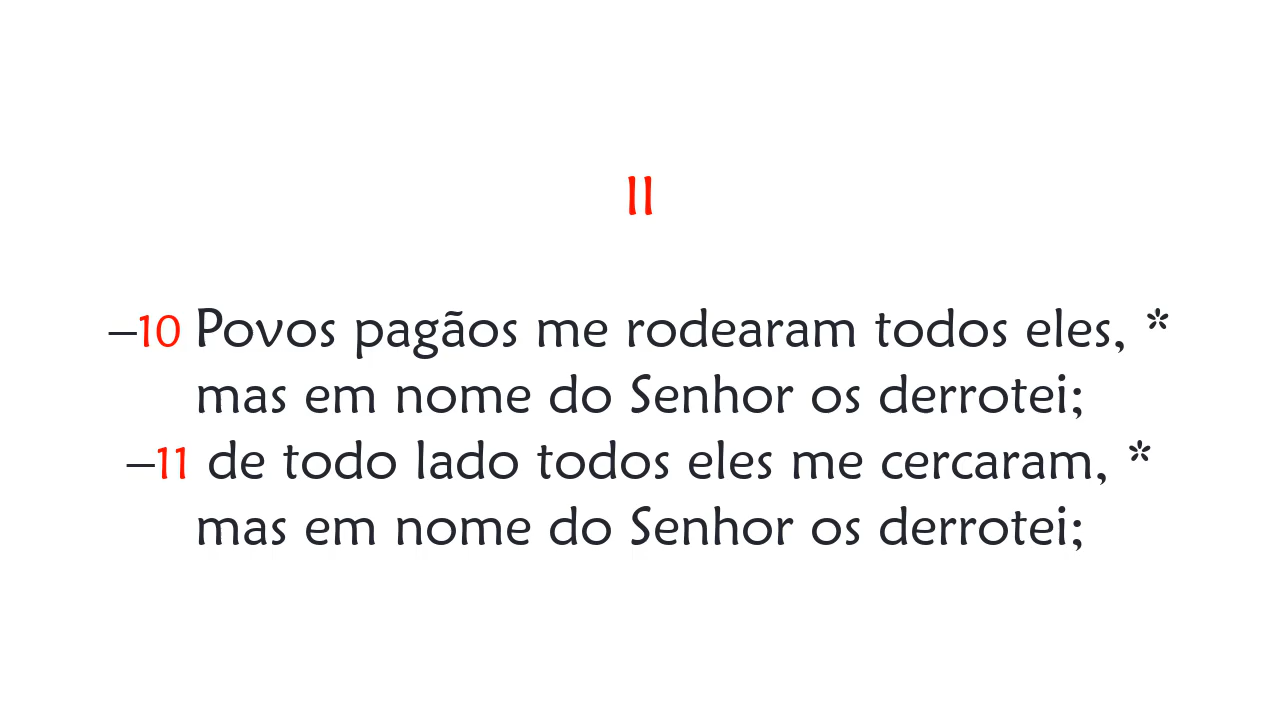 II
–10 Povos pagãos me rodearam todos eles, *
mas em nome do Senhor os derrotei;
–11 de todo lado todos eles me cercaram, *
mas em nome do Senhor os derrotei;